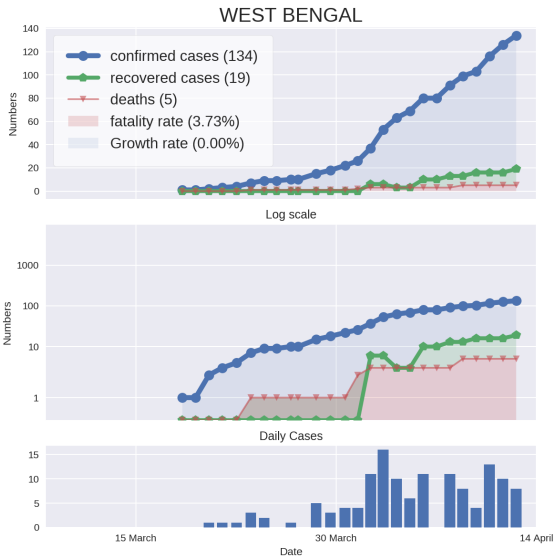 WEST BENGAL
140
120
100
80
60
40
20
0
Numbers
confirmed cases (134)
recovered cases (19)
deaths (5)
fatality rate (3.73%)
Growth rate (0.00%)
Log scale
1000
100
10
1
Numbers
Daily Cases
15
10
5
0
15 March 30 March 14 April
Date